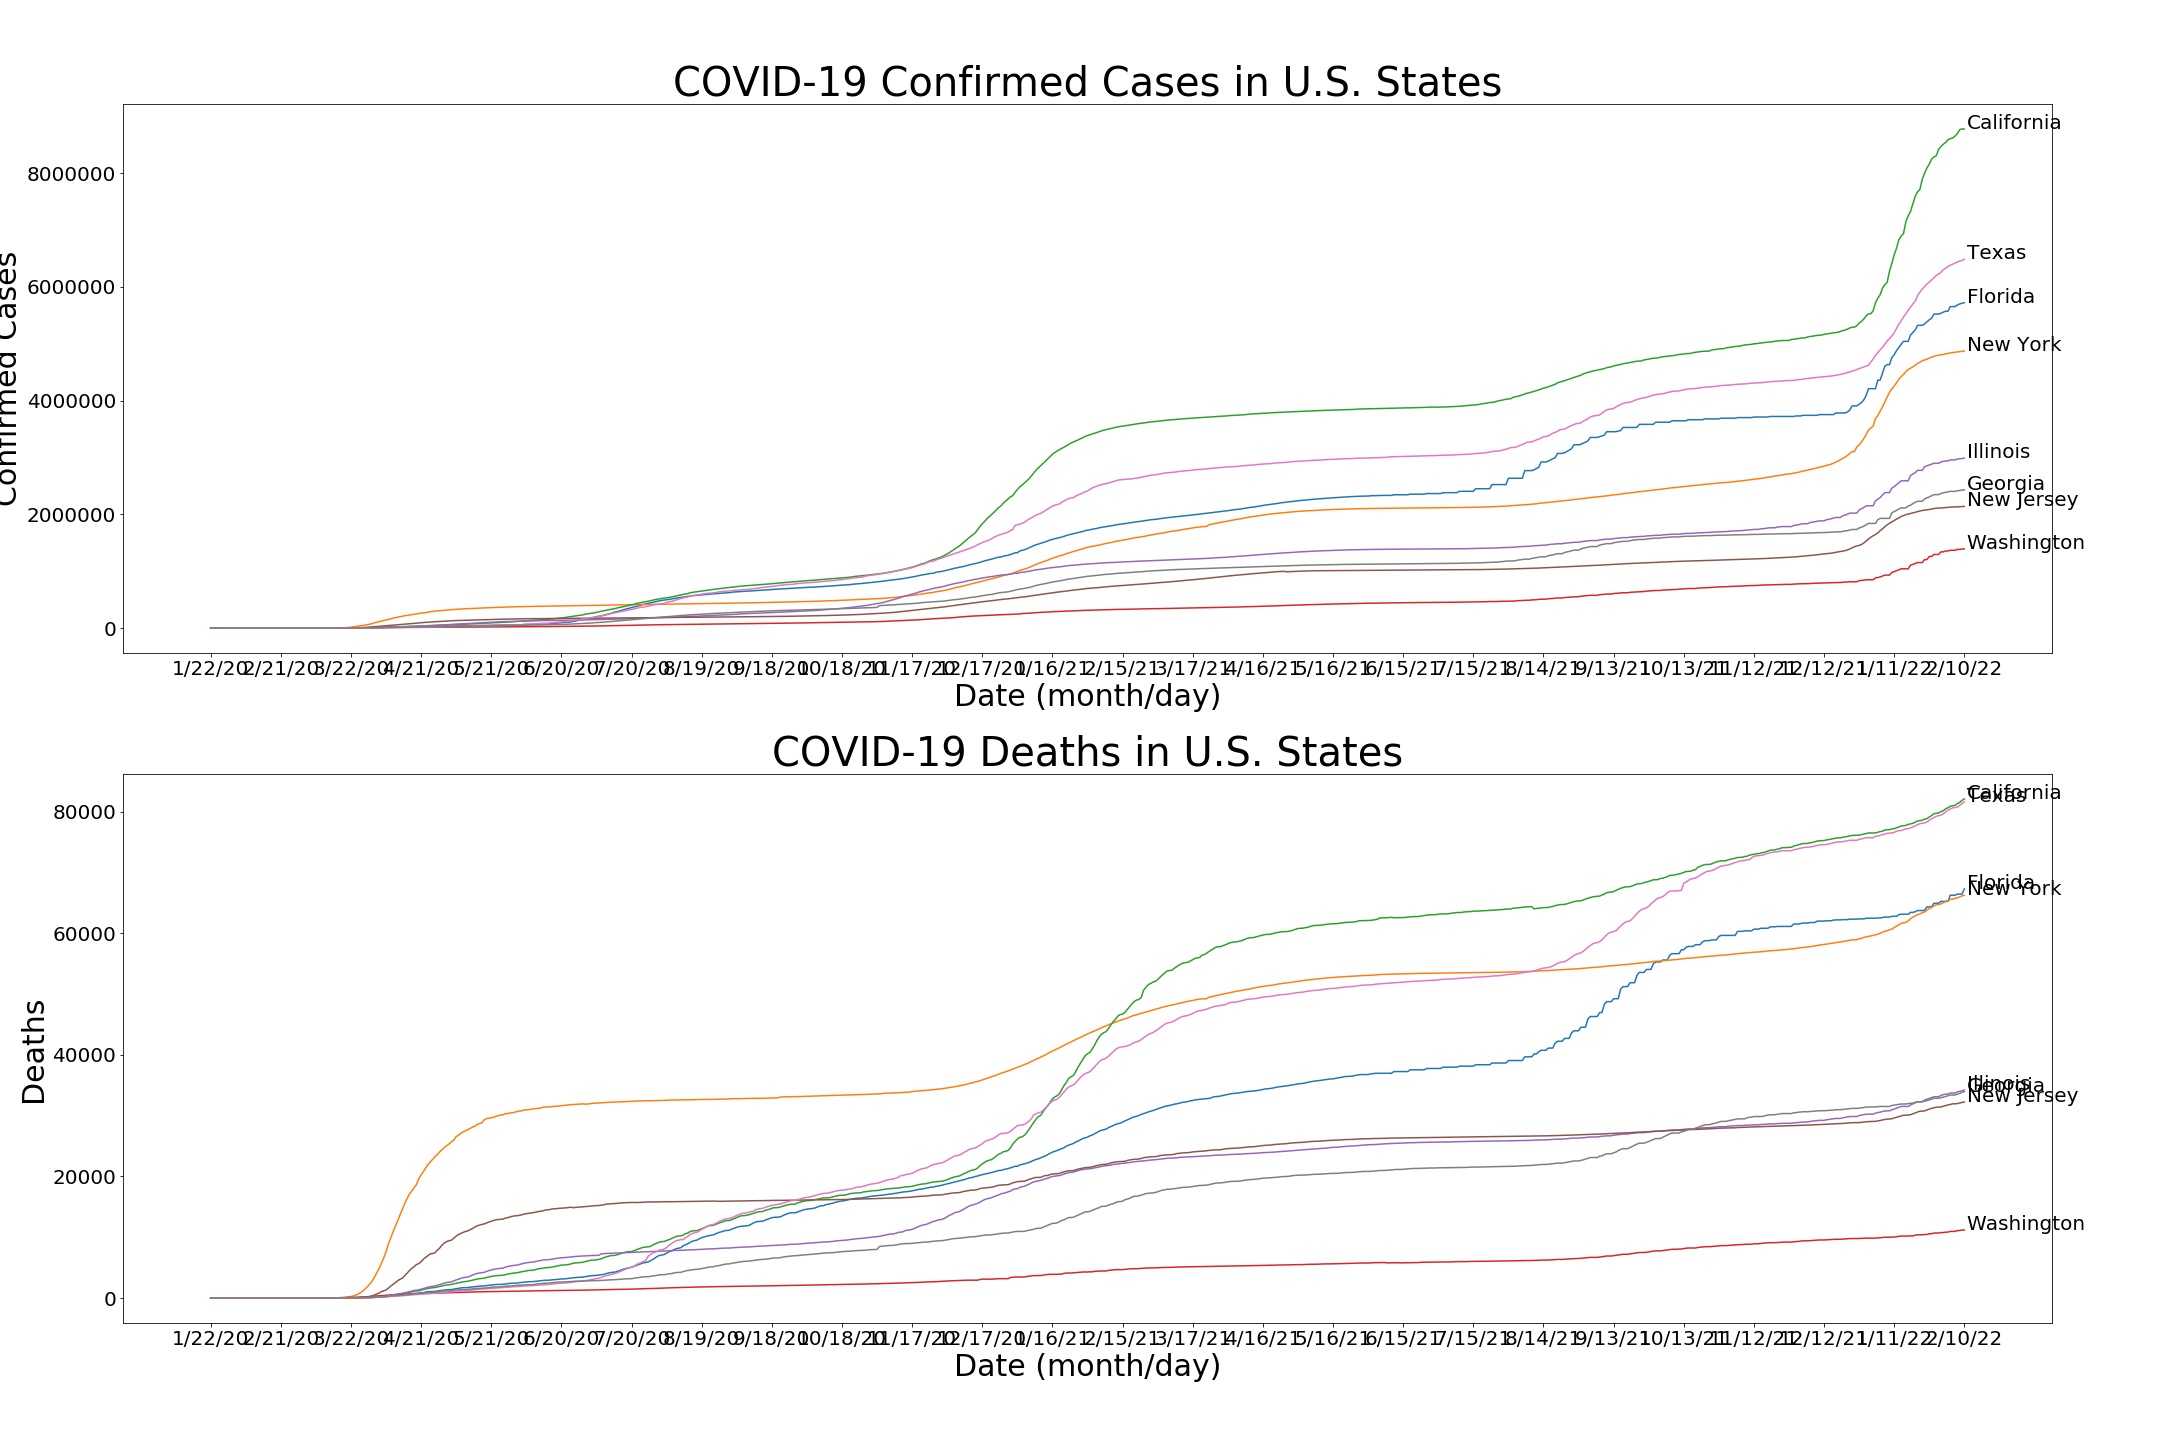 COVID-19 Confirmed Cases in U.S. States
Confirmed Cases
8000000
6000000
4000000
2000000
0
California
Texas
Florida
New York
Illinois
Georgia
New Jersey
Washington
1/22/20 2/21/20 3/22/20 4/21/20 5/21/20 6/20/20 7/20/20 8/19/20 9/18/20 10/18/20 11/17/20 12/17/20 1/16/21 2/15/21 3/17/21 4/16/21 5/16/21 6/15/21 7/15/21 8/14/21 9/13/21 10/13/21 11/12/21 12/12/21 1/11/22 2/10/22
Date (month/day)
COVID-19 Deaths in U.S. States
Deaths
80000
60000
40000
20000
0
California
Texas
Florida
New York
Illinois
Georgia
New Jersey
Washington
1/22/20 2/21/20 3/22/20 4/21/20 5/21/20 6/20/20 7/20/20 8/19/20 9/18/20 10/18/20 11/17/20 12/17/20 1/16/21 2/15/21 3/17/21 4/16/21 5/16/21 6/15/21 7/15/21 8/14/21 9/13/21 10/13/21 11/12/21 12/12/21 1/11/22 2/10/22
Date (month/day)